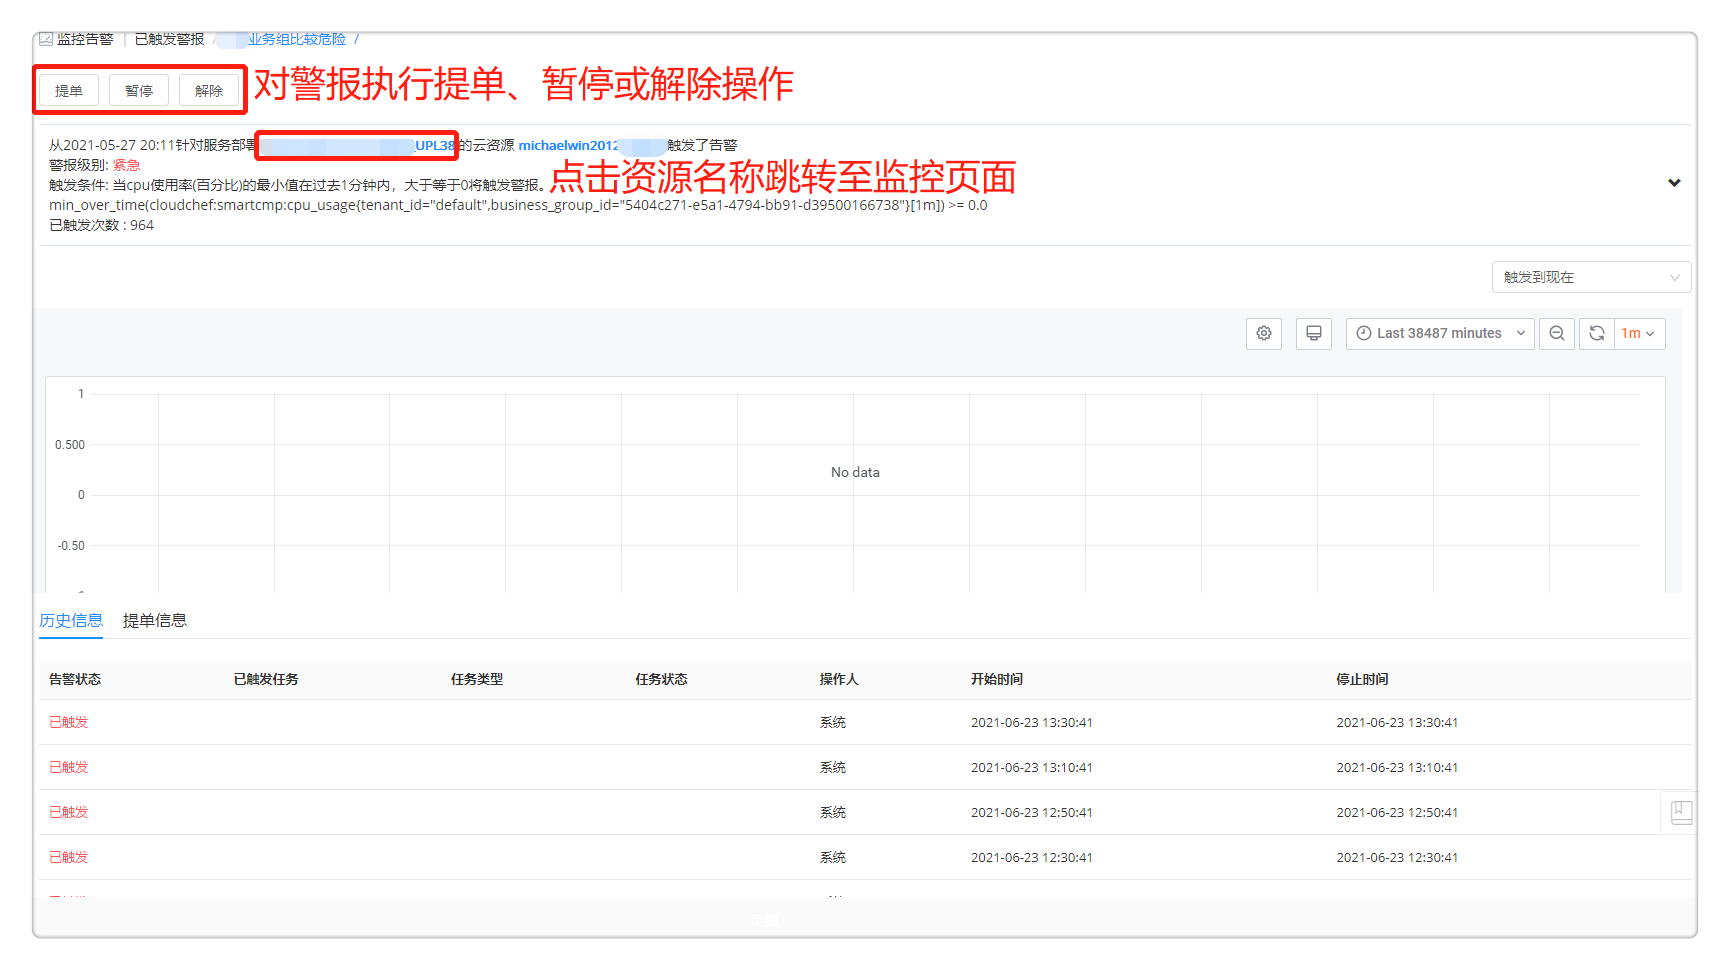 监控告警 | 已触发警报 / 业务组比较危险 /
提单 暂停 解除
对警报执行提单、暂停或解除操作
从2021-05-27 20:11针对服务部署 _UPL38 的云资源 michaelwin2012 触发了告警
警报级别: 紧急
点击资源名称跳转至监控页面
触发条件: 当cpu使用率(百分比)的最小值在过去1分钟内，大于等于0将触发警报。
min_over_time(cloudchef:smartcmp:cpu_usage{tenant_id="default",business_group_id="5404c271-e5a1-4794-bb91-d39500166738"}[1m]) >= 0.0
已触发次数 : 964
触发到现在
Last 38487 minutes 1m
1
0.500
No data
0
-0.50
历史信息 提单信息
告警状态 已触发任务 任务类型 任务状态 操作人 开始时间 停止时间
已触发 系统 2021-06-23 13:30:41 2021-06-23 13:30:41
已触发 系统 2021-06-23 13:10:41 2021-06-23 13:10:41
已触发 系统 2021-06-23 12:50:41 2021-06-23 12:50:41
已触发 系统 2021-06-23 12:30:41 2021-06-23 12:30:41